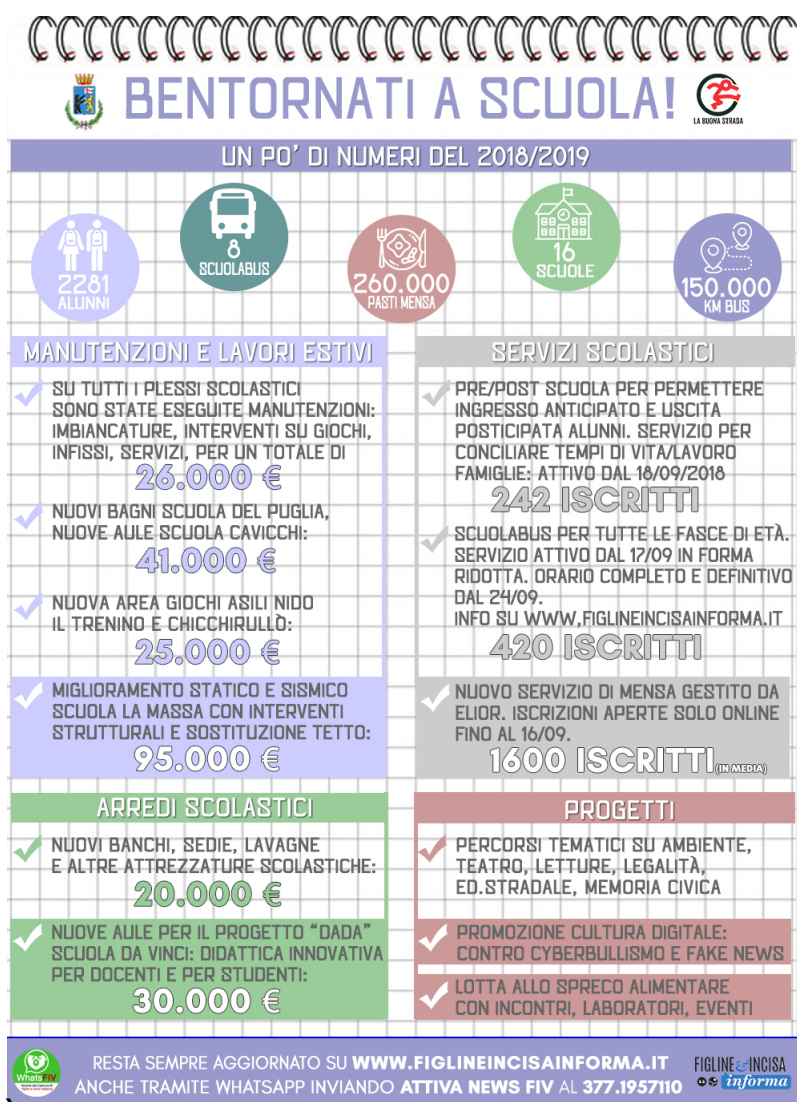 BENTORNATI A SCUOLA!
LA BUONA STRADA
UN PO' DI NUMERI DEL 2018/2019
2281
ALUNNI
8
SCUOLABUS
260.000
PASTI MENSA
16
SCUOLE
150.000
KM BUS
MANUTENZIONI E LAVORI ESTIVI
SU TUTTI I PLESSI SCOLASTICI
SONO STATE ESEGUITE MANUTENZIONI:
IMBIANCATURE, INTERVENTI SU GIOCHI,
INFISSI, SERVIZI, PER UN TOTALE DI
26.000 €
NUOVI BAGNI SCUOLA DEL PUGLIA,
NUOVE AULE SCUOLA CAVICCHI:
41.000 €
NUOVA AREA GIOCHI ASILI NIDO
IL TRENINO E CHICCHIRULLÒ:
25.000 €
MIGLIORAMENTO STATICO E SISMICO
SCUOLA LA MASSA CON INTERVENTI
STRUTTURALI E SOSTITUZIONE TETTO:
95.000 €
SERVIZI SCOLASTICI
PRE/POST SCUOLA PER PERMETTERE
INGRESSO ANTICIPATO E USCITA
POSTICIPATA ALUNNI. SERVIZIO PER
CONCILIARE TEMPI DI VITA/LAVORO
FAMIGLIE: ATTIVO DAL 18/09/2018
242 ISCRITTI
SCUOLABUS PER TUTTE LE FASCE DI ETÀ.
SERVIZIO ATTIVO DAL 17/09 IN FORMA
RIDOTTA. ORARIO COMPLETO E DEFINITIVO
DAL 24/09.
INFO SU WWW,FIGLINEINCISAINFORMA.IT
420 ISCRITTI
NUOVO SERVIZIO DI MENSA GESTITO DA
ELIOR. ISCRIZIONI APERTE SOLO ONLINE
FINO AL 16/09.
1600 ISCRITTI (IN MEDIA)
ARREDI SCOLASTICI
NUOVI BANCHI, SEDIE, LAVAGNE
E ALTRE ATTREZZATURE SCOLASTICHE:
20.000 €
NUOVE AULE PER IL PROGETTO "DADA"
SCUOLA DA VINCI: DIDATTICA INNOVATIVA
PER DOCENTI E PER STUDENTI:
30.000 €
PROGETTI
PERCORSI TEMATICI SU AMBIENTE,
TEATRO, LETTURE, LEGALITÀ,
ED.STRADALE, MEMORIA CIVICA
PROMOZIONE CULTURA DIGITALE:
CONTRO CYBERBULLISMO E FAKE NEWS
LOTTA ALLO SPRECO ALIMENTARE
CON INCONTRI, LABORATORI, EVENTI
WhatsFIV
RESTA SEMPRE AGGIORNATO SU WWW.FIGLINEINCISAINFORMA.IT
ANCHE TRAMITE WHATSAPP INVIANDO ATTIVA NEWS FIV AL 377.1957110
FIGLINE E INCISA
informa